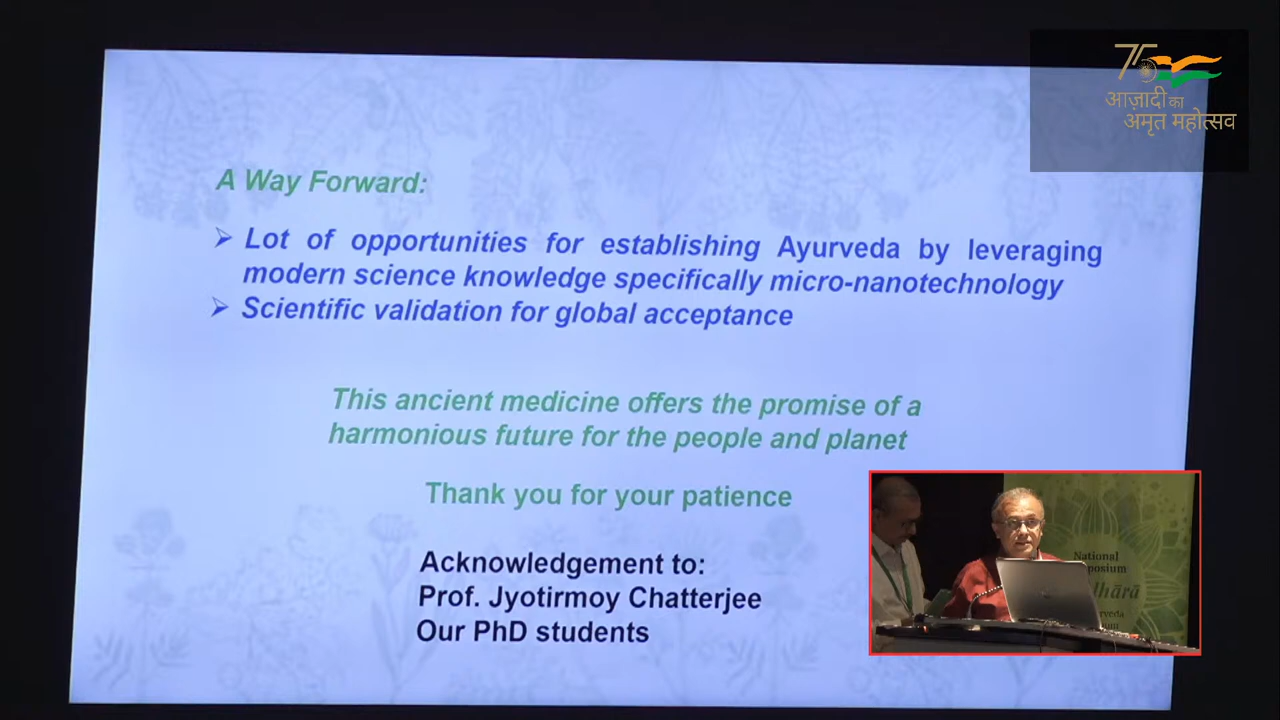 75
आज़ादी का
अमृत महोत्सव
A Way Forward:
Lot of opportunities for establishing Ayurveda by leveraging
modern science knowledge specifically micro-nanotechnology
Scientific validation for global acceptance
This ancient medicine offers the promise of a
harmonious future for the people and planet
Thank you for your patience
Acknowledgement to:
Prof. Jyotirmoy Chatterjee
Our PhD students
National